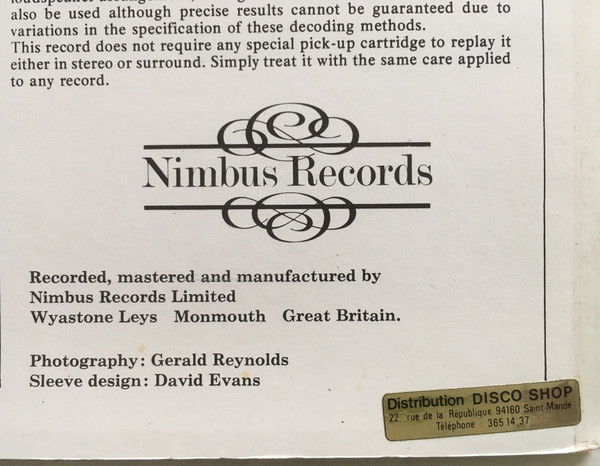 also be used although precise results cannot be guaranteed due to
variations in the specification of these decoding methods.
This record does not require any special pick-up cartridge to replay it
either in stereo or surround. Simply treat it with the same care applied
to any record.
Nimbus Records
Recorded, mastered and manufactured by
Nimbus Records Limited
Wyastone Leys Monmouth Great Britain.
Photography: Gerald Reynolds
Sleeve design: David Evans
Distribution DISCO SHOP
22, rue de la République 94160 Saint-Mandé
Téléphone : 365.14.37